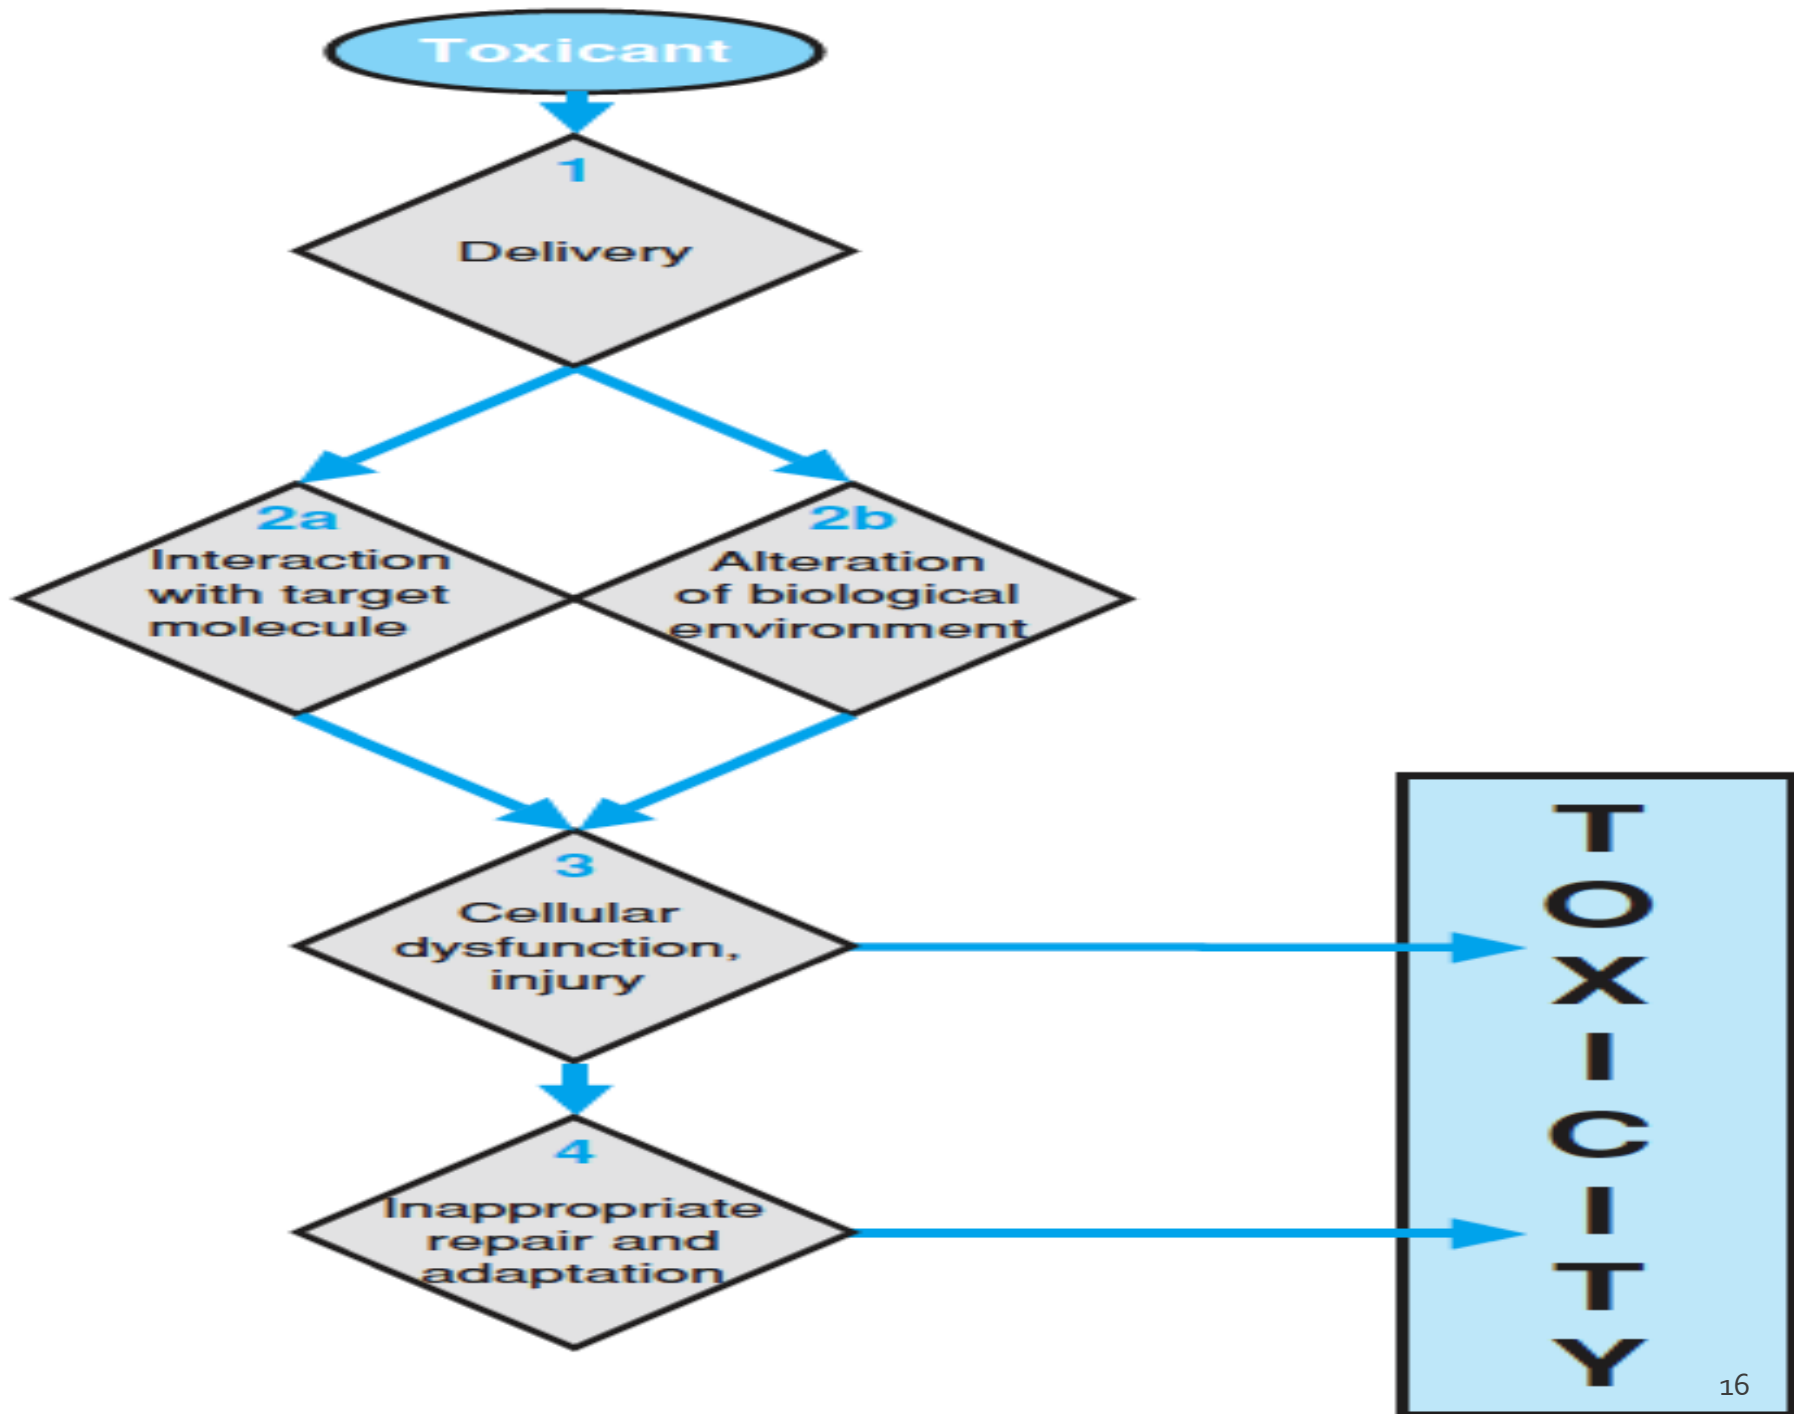 Toxicant
1
Delivery
2a
Interaction
with target
molecule
2b
Alteration
of biological
environment
3
Cellular
dysfunction,
injury
4
Inappropriate
repair and
adaptation
T
O
X
I
C
I
T
Y
16